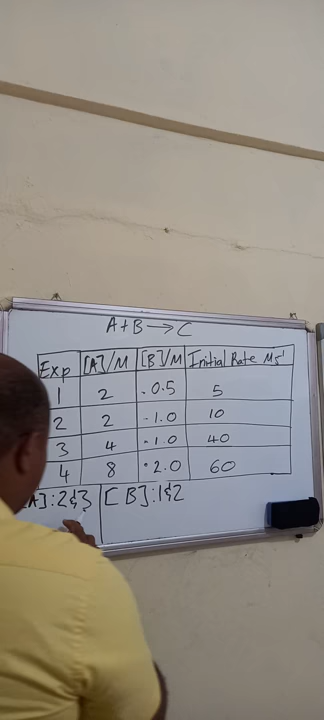 A+B → C
Exp [A]/M [B]/M Initial Rate Ms⁻¹
1 2 0.5 5
2 2 1.0 10
3 4 1.0 40
4 8 2.0 60
A]: 2&3 [B]: 1&2